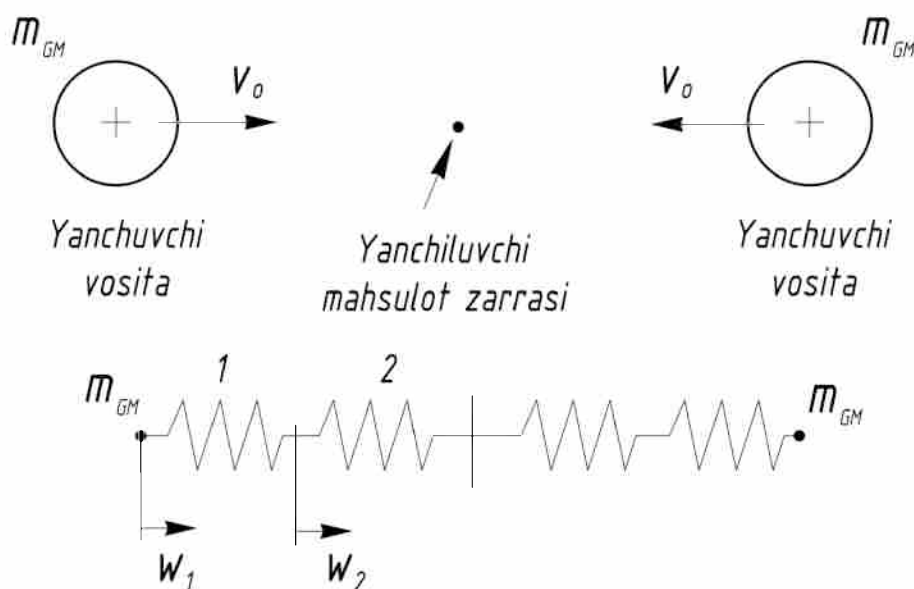 m_GM
m_GM
V_o
V_o
Yanchuvchi
vosita
Yanchiluvchi
mahsulot zarrasi
Yanchuvchi
vosita
1
2
m_GM
m_GM
W_1
W_2